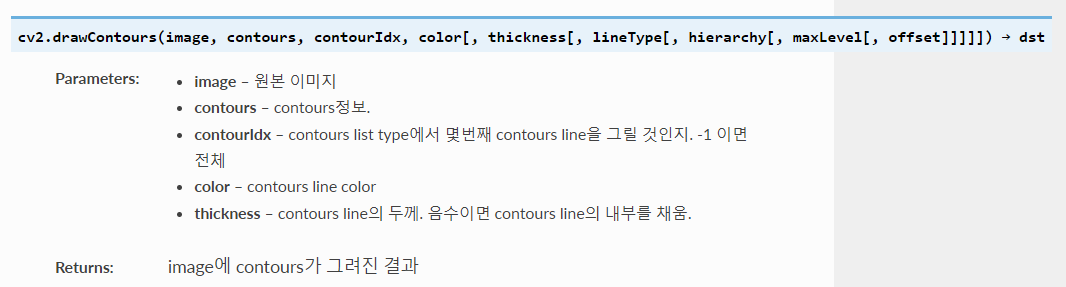 cv2.drawContours(image, contours, contourIdx, color[, thickness[, lineType[, hierarchy[, maxLevel[, offset]]]]]) → dst
Parameters:
• image – 원본 이미지
• contours – contours정보.
• contourIdx – contours list type에서 몇번째 contours line을 그릴 것인지. -1 이면
전체
• color – contours line color
• thickness – contours line의 두께. 음수이면 contours line의 내부를 채움.
Returns: image에 contours가 그려진 결과